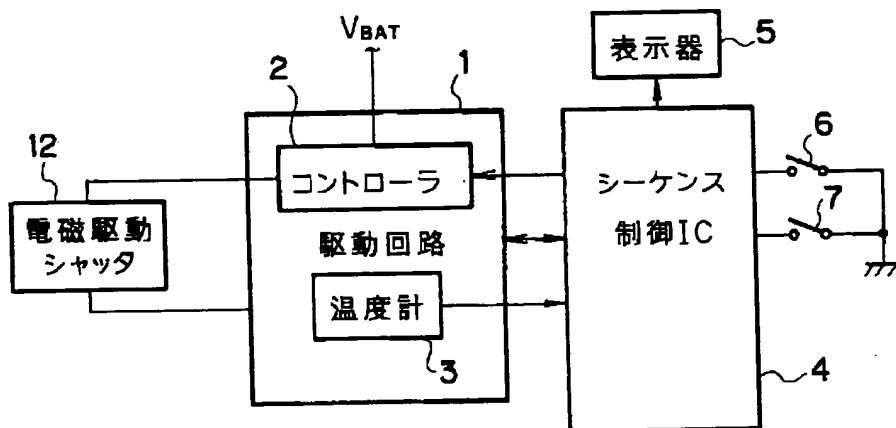 VBAT
表示器
5
1
2
12
コントローラ
シーケンス
制御IC
6
7
電磁駆動
シャッタ
駆動回路
温度計
3
4